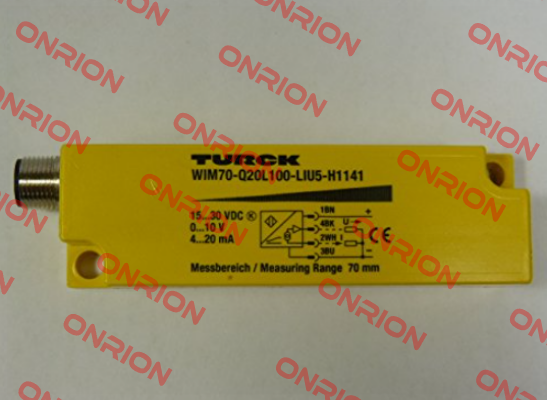 TURCK
WIM70-Q20L100-LIU5-H1141
15...30 VDC
0...10 V
4...20 mA
1BN +
4BK U
2WH I
3BU −
CE
Messbereich / Measuring Range 70 mm
ONRION
ONRION
ONRION
ONRION
ONRION
ONRION
ONRION
ONRION
ONRION
ONRION
ONRION
ONRION